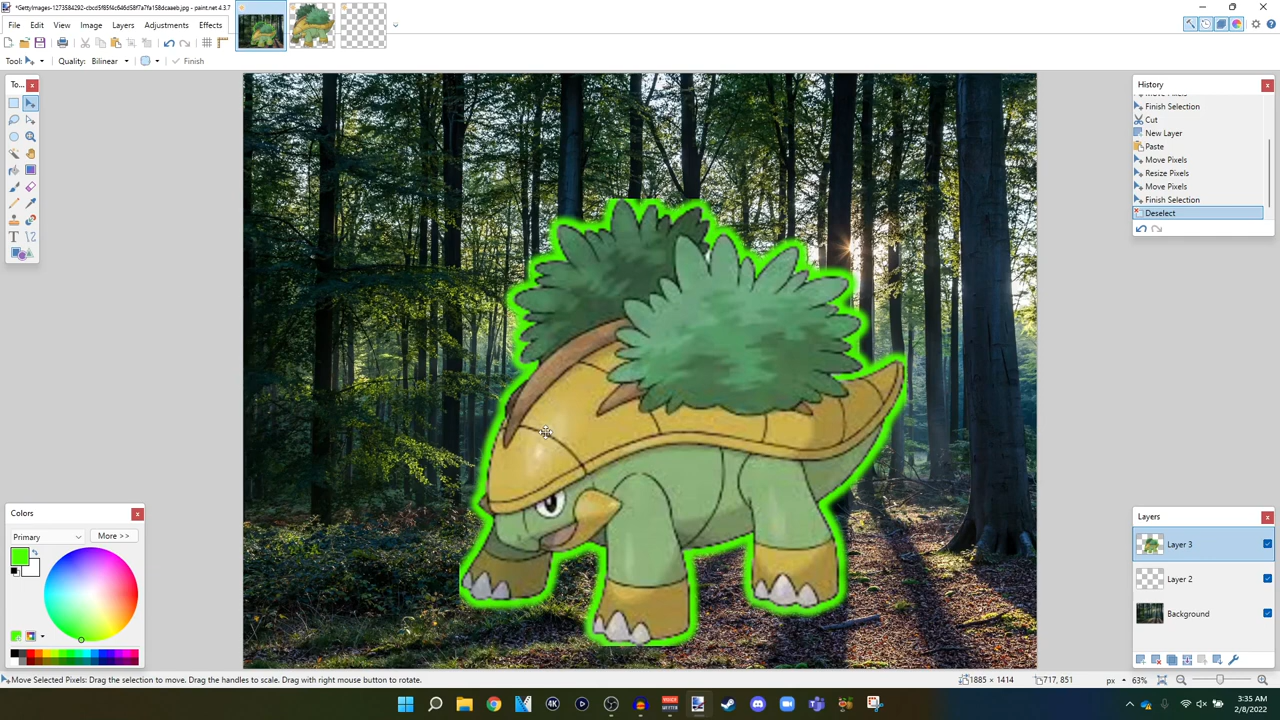 *GettyImages-1273584292-cbcd5f85f4c646d58f7a7fa158dcaaeb.jpg - paint.net 4.3.7
File Edit View Image Layers Adjustments Effects
Tool:
Quality: Bilinear
Finish
To...
History
Finish Selection
Cut
New Layer
Paste
Move Pixels
Resize Pixels
Move Pixels
Finish Selection
Deselect
Colors
Primary
More >>
Layers
Layer 3
Layer 2
Background
Move Selected Pixels: Drag the selection to move. Drag the handles to scale. Drag with right mouse button to rotate.
1885 × 1414
717, 851
px
63%
4K
3:35 AM
2/8/2022